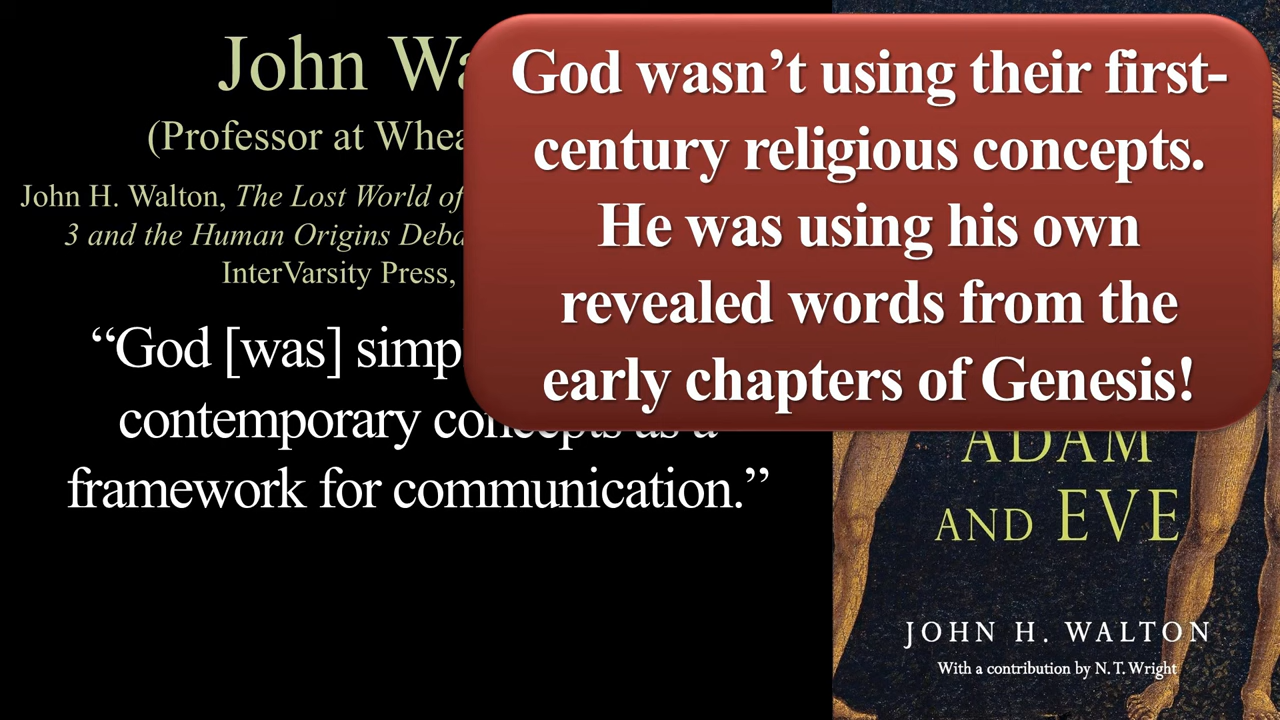 John Wa
(Professor at Whea
John H. Walton, The Lost World of
3 and the Human Origins Deba
InterVarsity Press,
“God [was] simp
contemporary concepts as a
framework for communication.”
God wasn’t using their first-
century religious concepts.
He was using his own
revealed words from the
early chapters of Genesis!
ADAM
AND EVE
JOHN H. WALTON
With a contribution by N. T. Wright